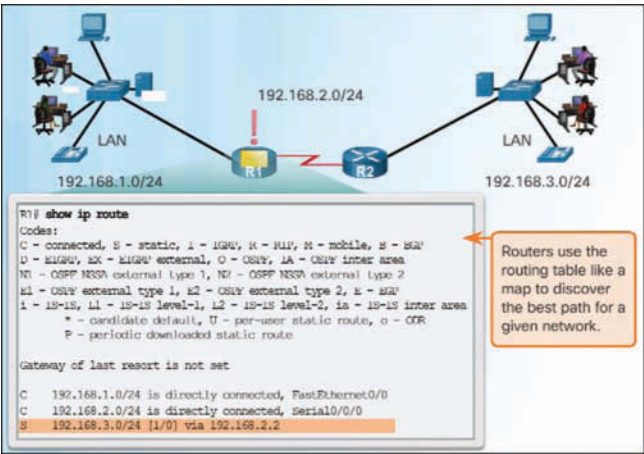 192.168.2.0/24
LAN
LAN
R1
R2
192.168.1.0/24
192.168.3.0/24
R1# show ip route
Codes:
C - connected, S - static, I - IGRP, R - RIP, M - mobile, B - BGP
D - EIGRP, EX - EIGRP external, O - OSPF, IA - OSPF inter area
N1 - OSPF NSSA external type 1, N2 - OSPF NSSA external type 2
E1 - OSPF external type 1, E2 - OSPF external type 2, E - EGP
i - IS-IS, L1 - IS-IS level-1, L2 - IS-IS level-2, ia - IS-IS inter area
* - candidate default, U - per-user static route, o - ODR
P - periodic downloaded static route
Gateway of last resort is not set
C 192.168.1.0/24 is directly connected, FastEthernet0/0
C 192.168.2.0/24 is directly connected, Serial0/0/0
S 192.168.3.0/24 [1/0] via 192.168.2.2
Routers use the
routing table like a
map to discover
the best path for a
given network.